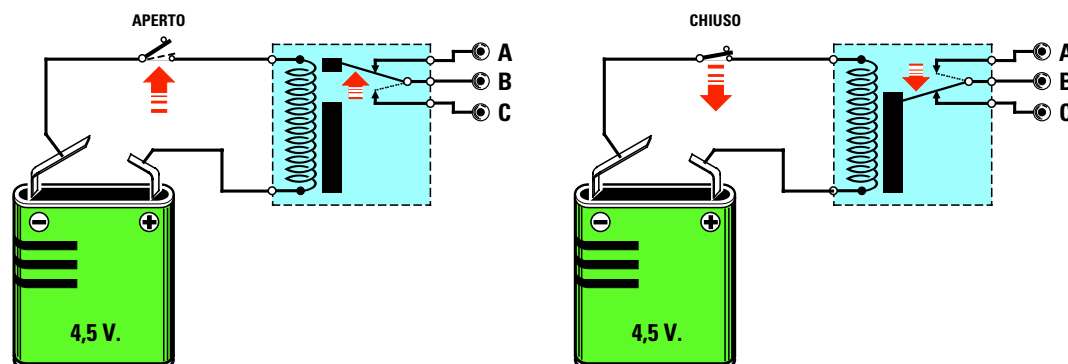 APERTO
A
B
C
− +
4,5 V.
CHIUSO
A
B
C
− +
4,5 V.